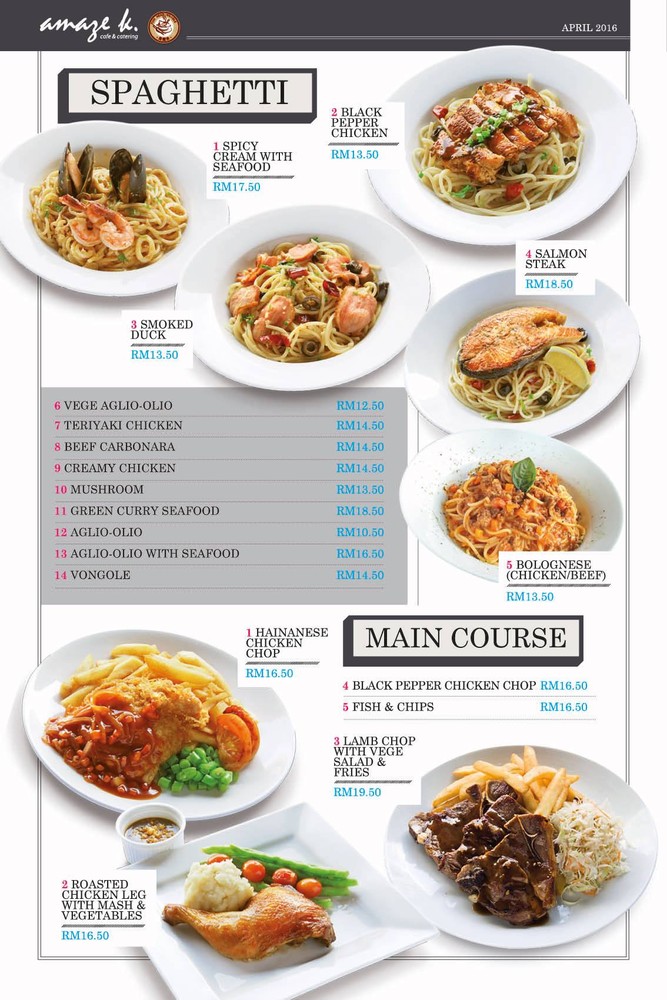 amaze k.
cafe & catering
APRIL 2016
SPAGHETTI
1 SPICY
CREAM WITH
SEAFOOD
RM17.50
2 BLACK
PEPPER
CHICKEN
RM13.50
3 SMOKED
DUCK
RM13.50
4 SALMON
STEAK
RM18.50
5 BOLOGNESE
(CHICKEN/BEEF)
RM13.50
6 VEGE AGLIO-OLIO RM12.50
7 TERIYAKI CHICKEN RM14.50
8 BEEF CARBONARA RM14.50
9 CREAMY CHICKEN RM14.50
10 MUSHROOM RM13.50
11 GREEN CURRY SEAFOOD RM18.50
12 AGLIO-OLIO RM10.50
13 AGLIO-OLIO WITH SEAFOOD RM16.50
14 VONGOLE RM14.50
MAIN COURSE
1 HAINANESE
CHICKEN
CHOP
RM16.50
2 ROASTED
CHICKEN LEG
WITH MASH &
VEGETABLES
RM16.50
3 LAMB CHOP
WITH VEGE
SALAD &
FRIES
RM19.50
4 BLACK PEPPER CHICKEN CHOP RM16.50
5 FISH & CHIPS RM16.50